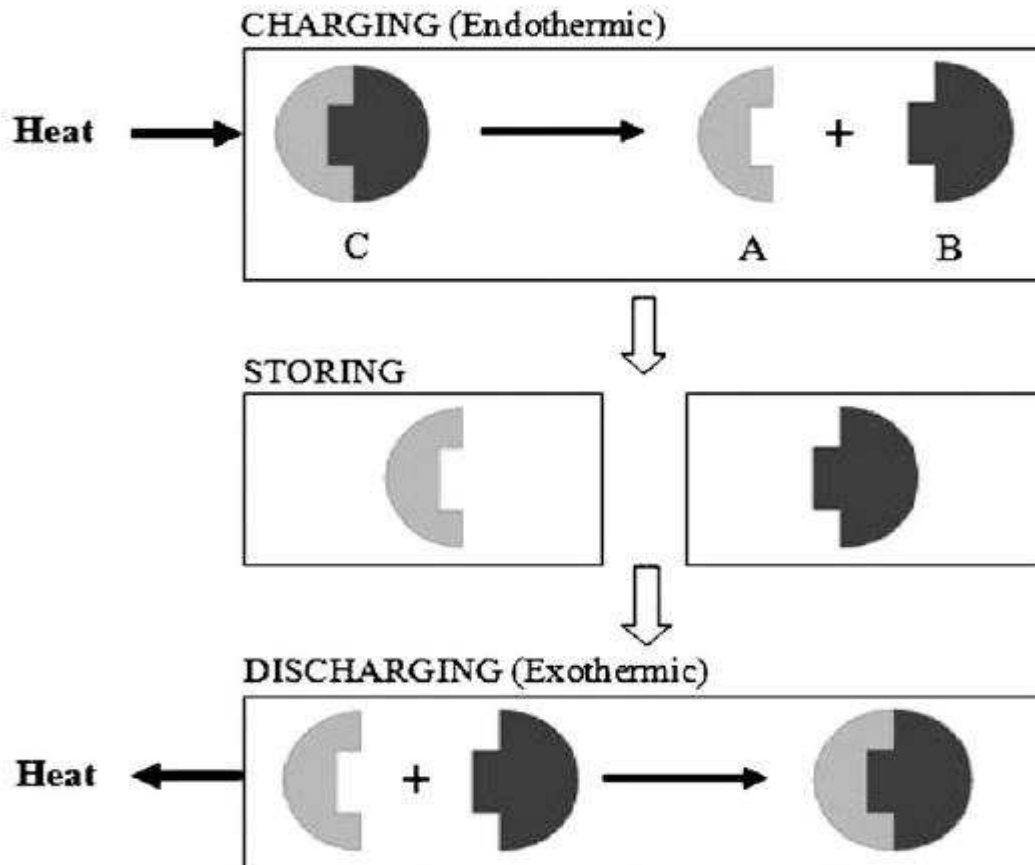 CHARGING (Endothermic)
Heat
+
C
A
B
STORING
DISCHARGING (Exothermic)
Heat
+